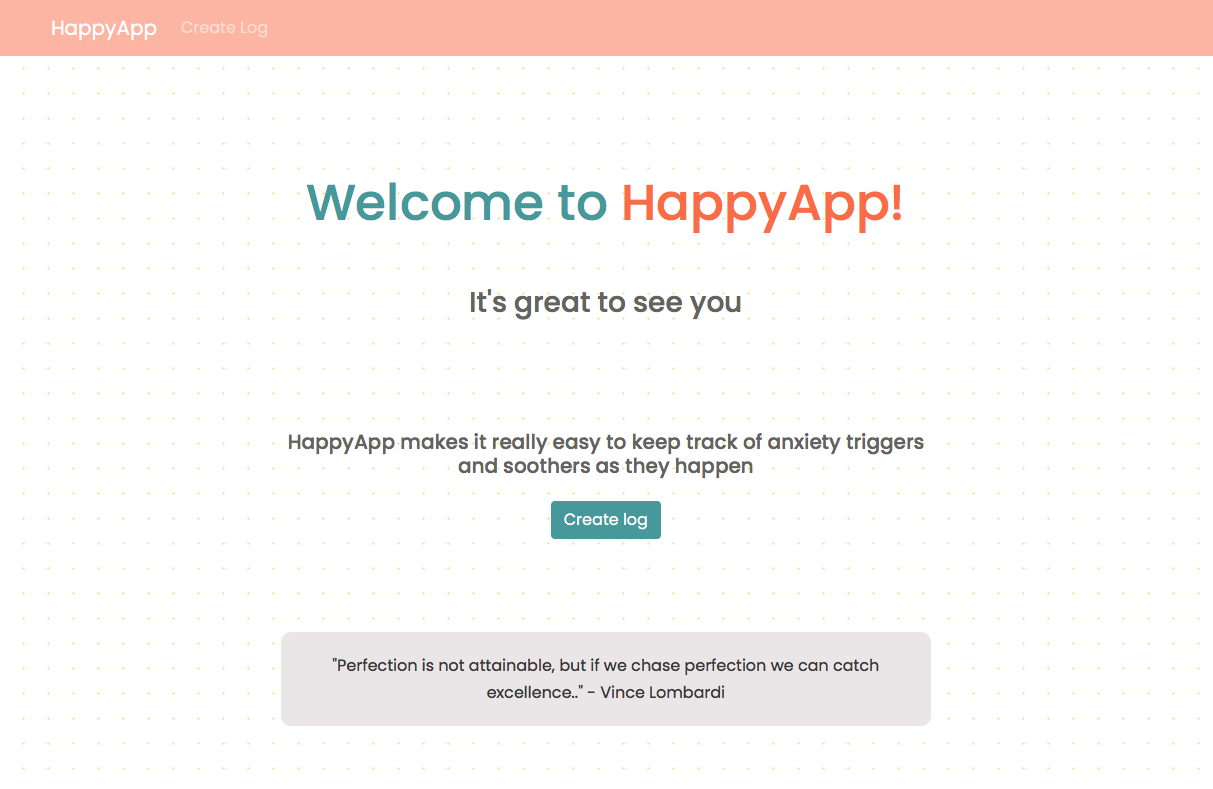 HappyApp Create Log
Welcome to HappyApp!
It's great to see you
HappyApp makes it really easy to keep track of anxiety triggers
and soothers as they happen
Create log
"Perfection is not attainable, but if we chase perfection we can catch
excellence.." - Vince Lombardi